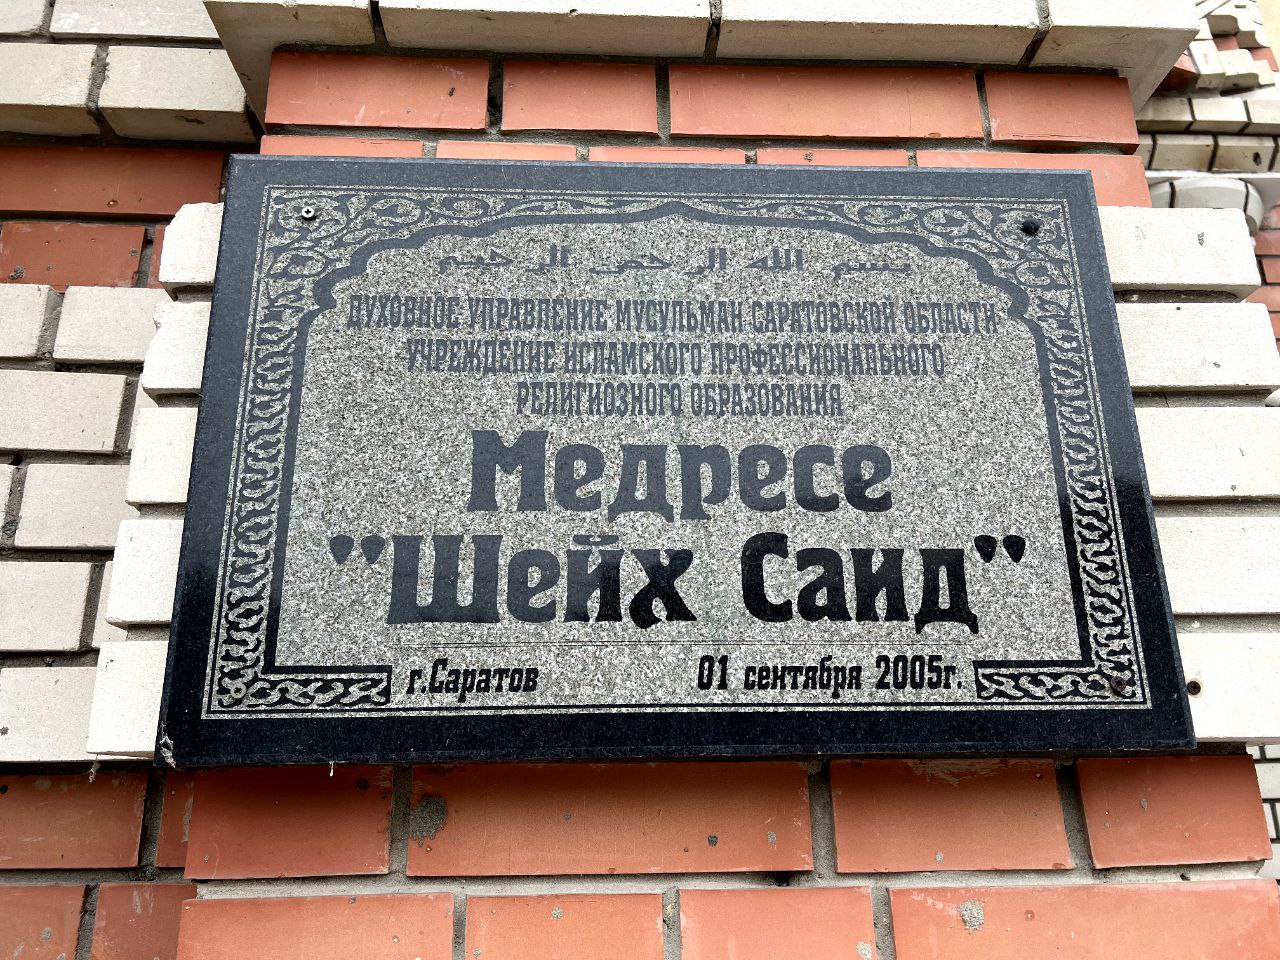 بسم الله الرحمن الرحيم
ДУХОВНОЕ УПРАВЛЕНИЕ МУСУЛЬМАН САРАТОВСКОЙ ОБЛАСТИ
УЧРЕЖДЕНИЕ ИСЛАМСКОГО ПРОФЕССИОНАЛЬНОГО
РЕЛИГИОЗНОГО ОБРАЗОВАНИЯ
Медресе
"Шейх Саид"
г.Саратов 01 сентября 2005г.